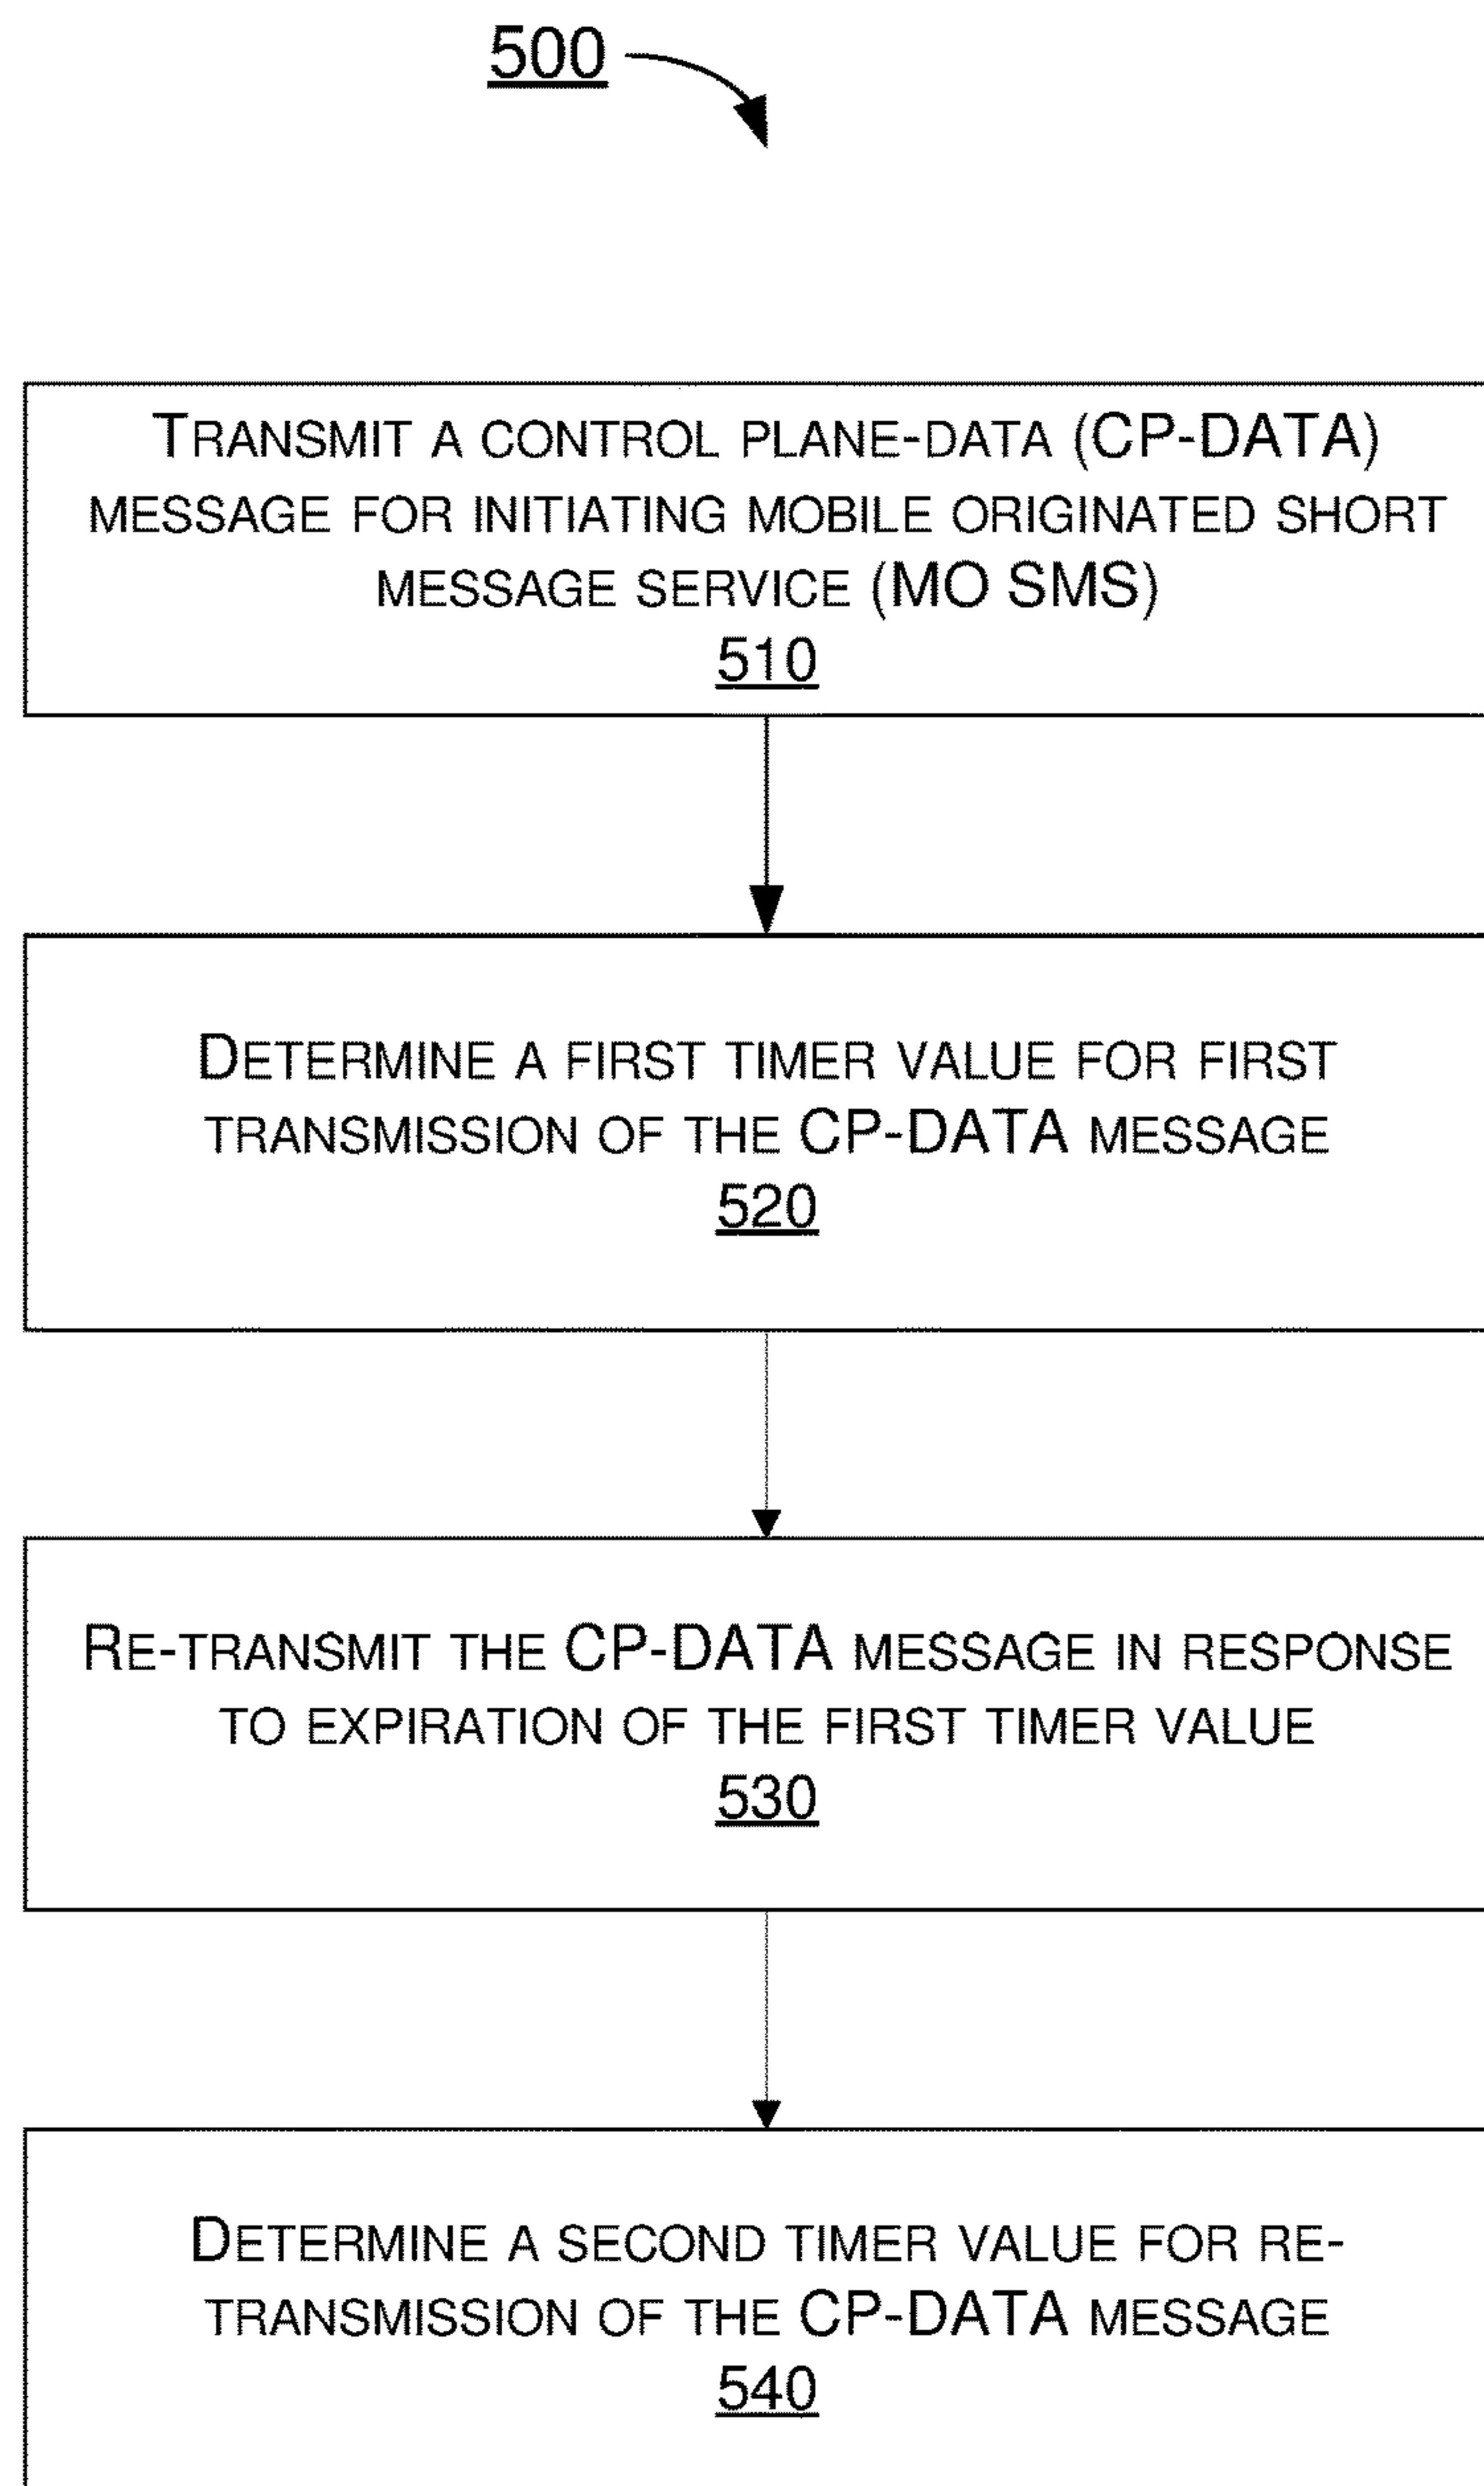 500
TRANSMIT A CONTROL PLANE-DATA (CP-DATA)
MESSAGE FOR INITIATING MOBILE ORIGINATED SHORT
MESSAGE SERVICE (MO SMS)
510
DETERMINE A FIRST TIMER VALUE FOR FIRST
TRANSMISSION OF THE CP-DATA MESSAGE
520
RE-TRANSMIT THE CP-DATA MESSAGE IN RESPONSE
TO EXPIRATION OF THE FIRST TIMER VALUE
530
DETERMINE A SECOND TIMER VALUE FOR RE-
TRANSMISSION OF THE CP-DATA MESSAGE
540